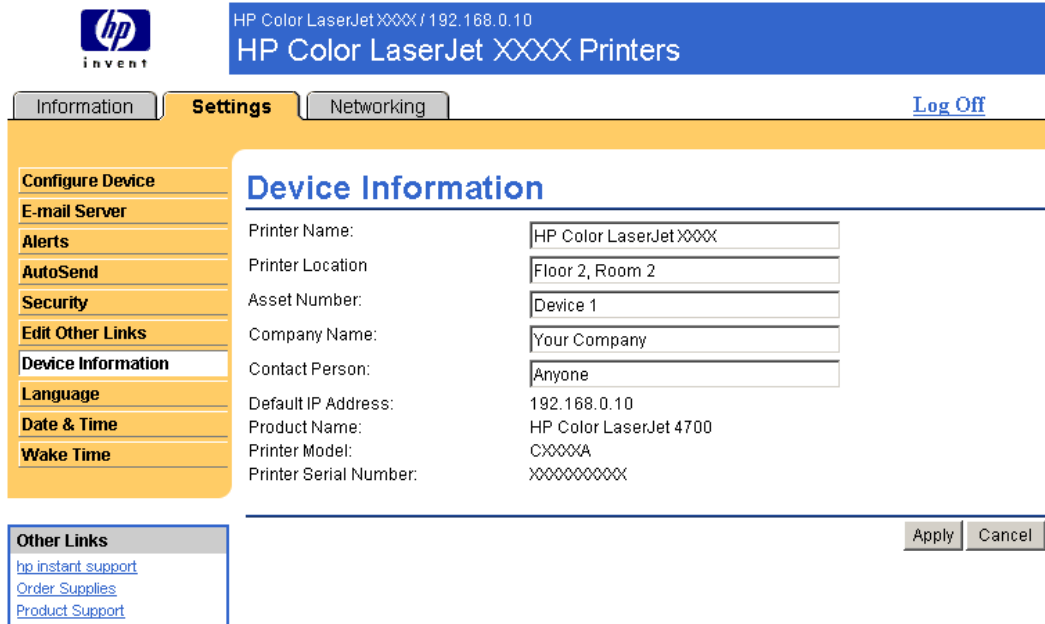 hp
invent
HP Color LaserJet XXXX / 192.168.0.10
HP Color LaserJet XXXX Printers
Information
Settings
Networking
Log Off
Configure Device
E-mail Server
Alerts
AutoSend
Security
Edit Other Links
Device Information
Language
Date & Time
Wake Time
Other Links
hp instant support
Order Supplies
Product Support
Device Information
Printer Name: HP Color LaserJet XXXX
Printer Location Floor 2, Room 2
Asset Number: Device 1
Company Name: Your Company
Contact Person: Anyone
Default IP Address: 192.168.0.10
Product Name: HP Color LaserJet 4700
Printer Model: CXXXXA
Printer Serial Number: XXXXXXXXXX
Apply Cancel